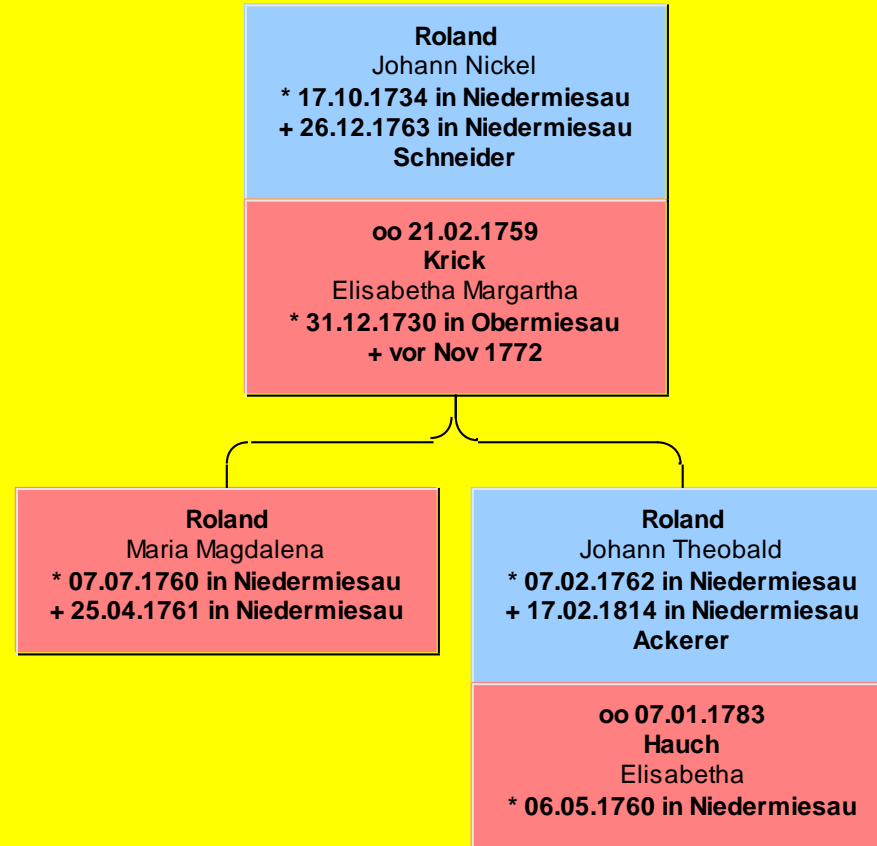 Roland
Johann Nickel
* 17.10.1734 in Niedermiesau
+ 26.12.1763 in Niedermiesau
Schneider
oo 21.02.1759
Krick
Elisabetha Margartha
* 31.12.1730 in Obermiesau
+ vor Nov 1772
Roland
Maria Magdalena
* 07.07.1760 in Niedermiesau
+ 25.04.1761 in Niedermiesau
Roland
Johann Theobald
* 07.02.1762 in Niedermiesau
+ 17.02.1814 in Niedermiesau
Ackerer
oo 07.01.1783
Hauch
Elisabetha
* 06.05.1760 in Niedermiesau